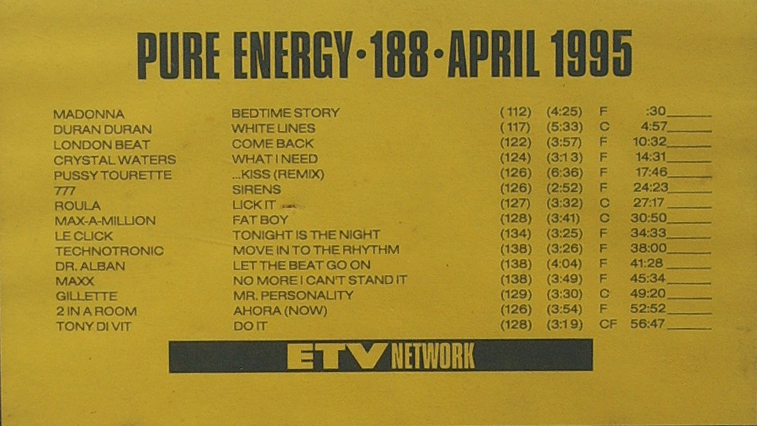 PURE ENERGY·188·APRIL 1995
MADONNA BEDTIME STORY (112) (4:25) F :30
DURAN DURAN WHITE LINES (117) (5:33) C 4:57
LONDON BEAT COME BACK (122) (3:57) F 10:32
CRYSTAL WATERS WHAT I NEED (124) (3:13) F 14:31
PUSSY TOURETTE ...KISS (REMIX) (126) (6:36) F 17:46
777 SIRENS (126) (2:52) F 24:23
ROULA LICK IT (127) (3:32) C 27:17
MAX-A-MILLION FAT BOY (128) (3:41) C 30:50
LE CLICK TONIGHT IS THE NIGHT (134) (3:25) F 34:33
TECHNOTRONIC MOVE IN TO THE RHYTHM (138) (3:26) F 38:00
DR. ALBAN LET THE BEAT GO ON (138) (4:04) F 41:28
MAXX NO MORE I CAN'T STAND IT (138) (3:49) F 45:34
GILLETTE MR. PERSONALITY (129) (3:30) C 49:20
2 IN A ROOM AHORA (NOW) (126) (3:54) F 52:52
TONY DI VIT DO IT (128) (3:19) CF 56:47
ETV NETWORK